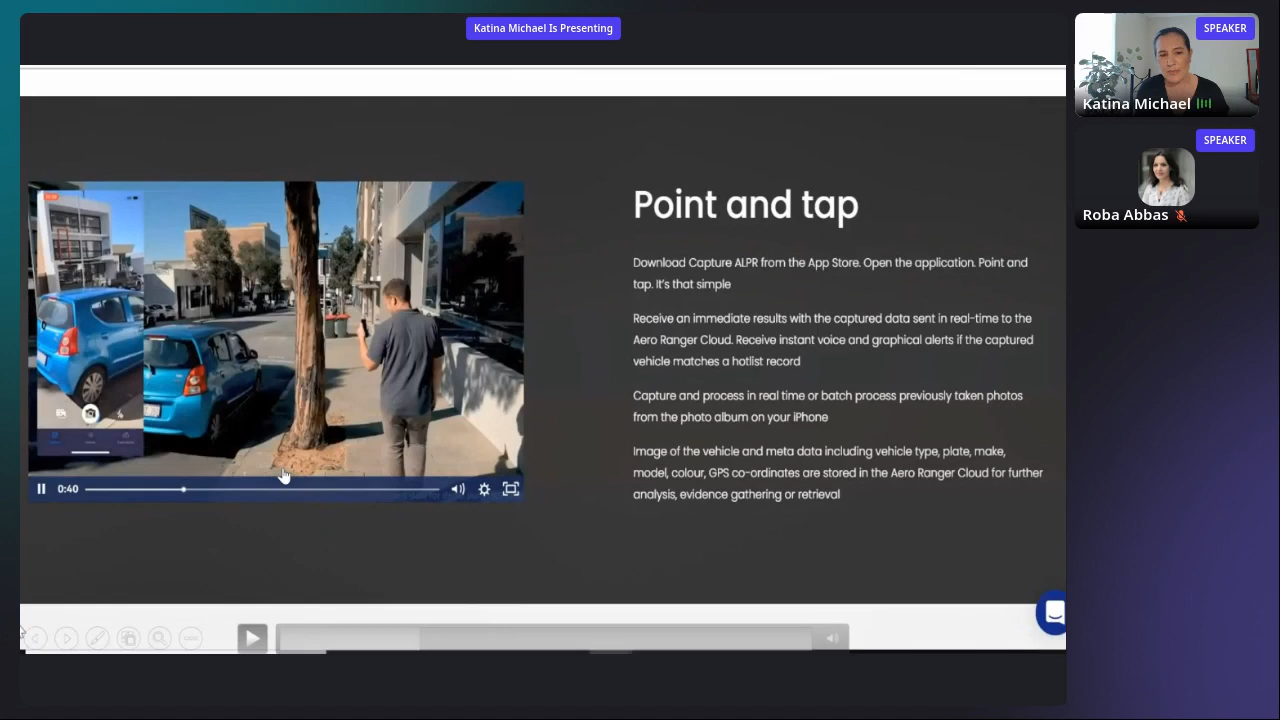 Katina Michael Is Presenting
SPEAKER
Katina Michael
SPEAKER
Roba Abbas
Point and tap
Download Capture ALPR from the App Store. Open the application. Point and
tap. It's that simple
Receive an immediate results with the captured data sent in real-time to the
Aero Ranger Cloud. Receive instant voice and graphical alerts if the captured
vehicle matches a hotlist record
Capture and process in real time or batch process previously taken photos
from the photo album on your iPhone
Image of the vehicle and meta data including vehicle type, plate, make,
model, colour, GPS co-ordinates are stored in the Aero Ranger Cloud for further
analysis, evidence gathering or retrieval
0:40